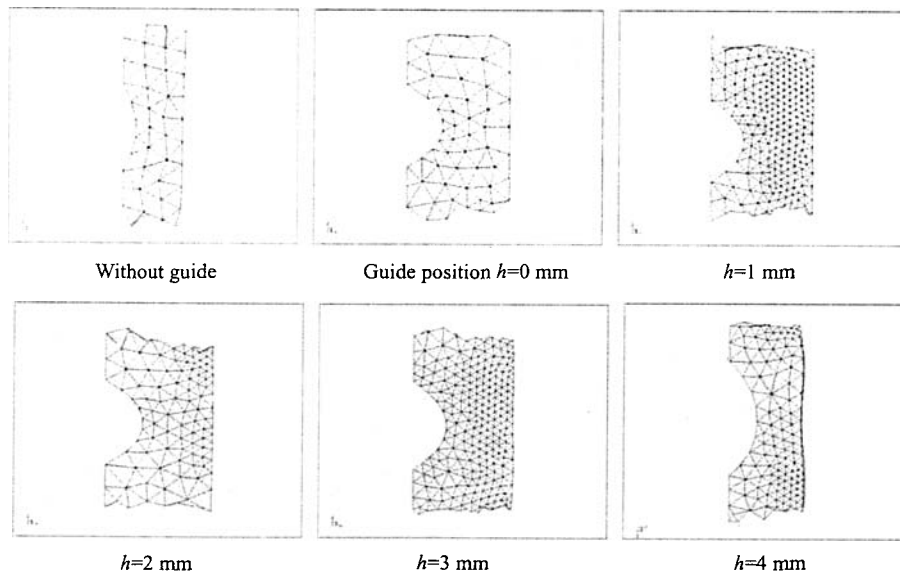 Without guide
Guide position h=0 mm
h=1 mm
h=2 mm
h=3 mm
h=4 mm